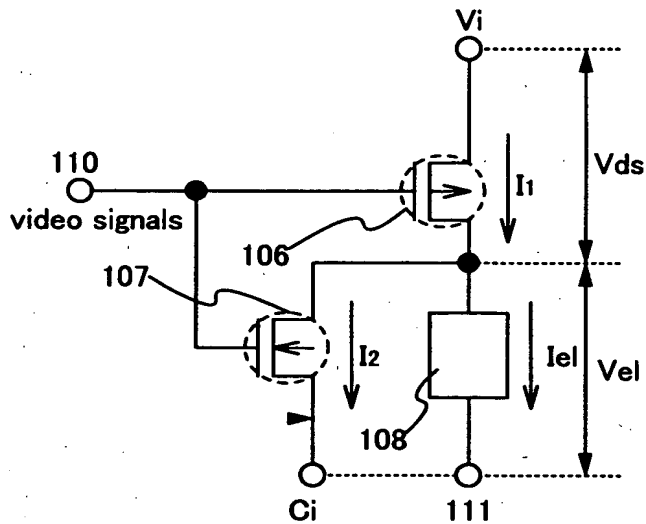 Vi
110
video signals
I1
Vds
106
107
I2
Iel
Vel
108
Ci
111